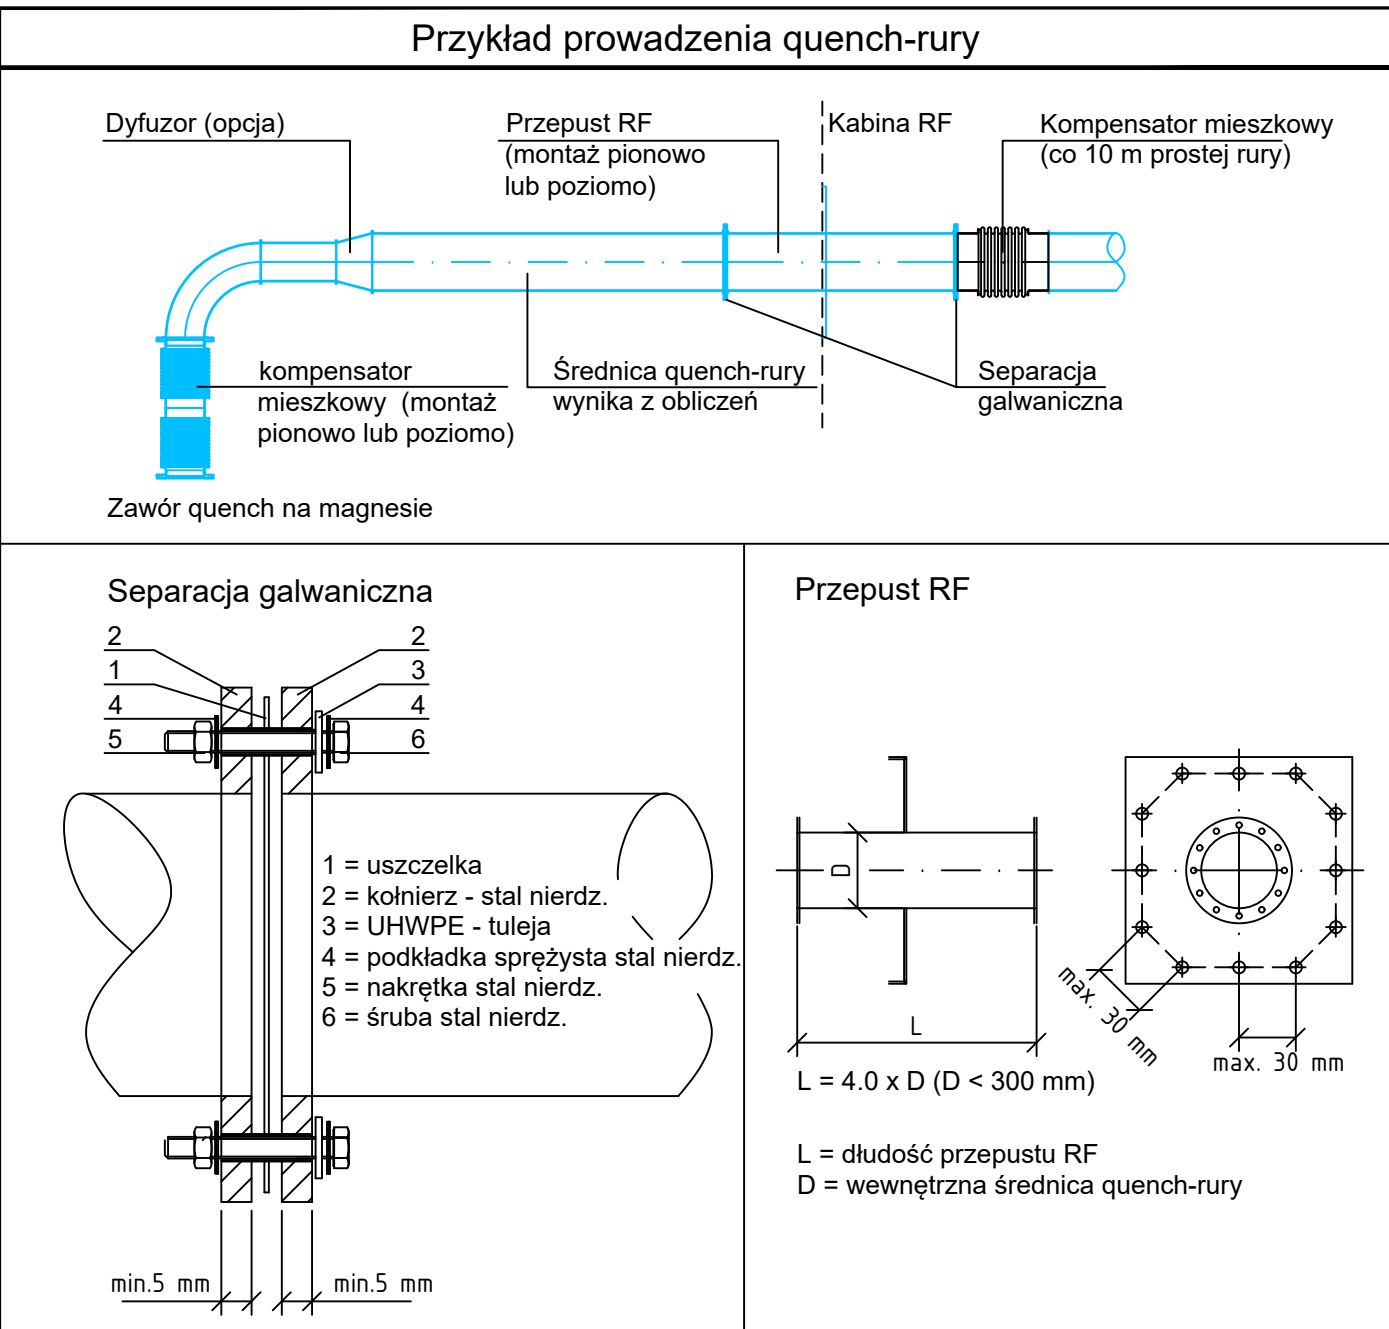 Przykład prowadzenia quench-rury
Dyfuzor (opcja)
Przepust RF
(montaż pionowo
lub poziomo)
Kabina RF
Kompensator mieszkowy
(co 10 m prostej rury)
kompensator
mieszkowy (montaż
pionowo lub poziomo)
Średnica quench-rury
wynika z obliczeń
Separacja
galwaniczna
Zawór quench na magnesie
Separacja galwaniczna
2
1
4
5
2
3
4
6
1 = uszczelka
2 = kołnierz - stal nierdz.
3 = UHWPE - tuleja
4 = podkładka sprężysta stal nierdz.
5 = nakrętka stal nierdz.
6 = śruba stal nierdz.
min.5 mm
min.5 mm
Przepust RF
D
L
max. 30 mm
max. 30 mm
L = 4.0 x D (D < 300 mm)
L = dłudość przepustu RF
D = wewnętrzna średnica quench-rury